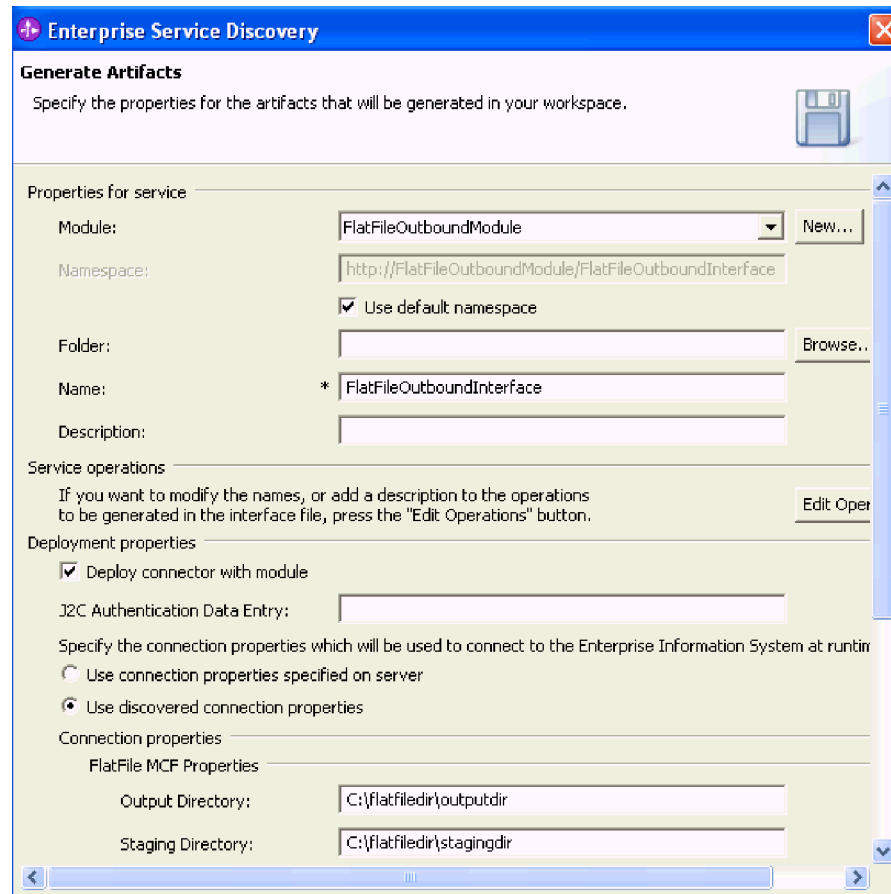 Enterprise Service Discovery
Generate Artifacts
Specify the properties for the artifacts that will be generated in your workspace.
Properties for service
Module: FlatFileOutboundModule New...
Namespace: http://FlatFileOutboundModule/FlatFileOutboundInterface
Use default namespace
Folder: Browse..
Name: * FlatFileOutboundInterface
Description:
Service operations
If you want to modify the names, or add a description to the operations
to be generated in the interface file, press the "Edit Operations" button. Edit Oper
Deployment properties
Deploy connector with module
J2C Authentication Data Entry:
Specify the connection properties which will be used to connect to the Enterprise Information System at runtim
Use connection properties specified on server
Use discovered connection properties
Connection properties
FlatFile MCF Properties
Output Directory: C:\flatfiledir\outputdir
Staging Directory: C:\flatfiledir\stagingdir